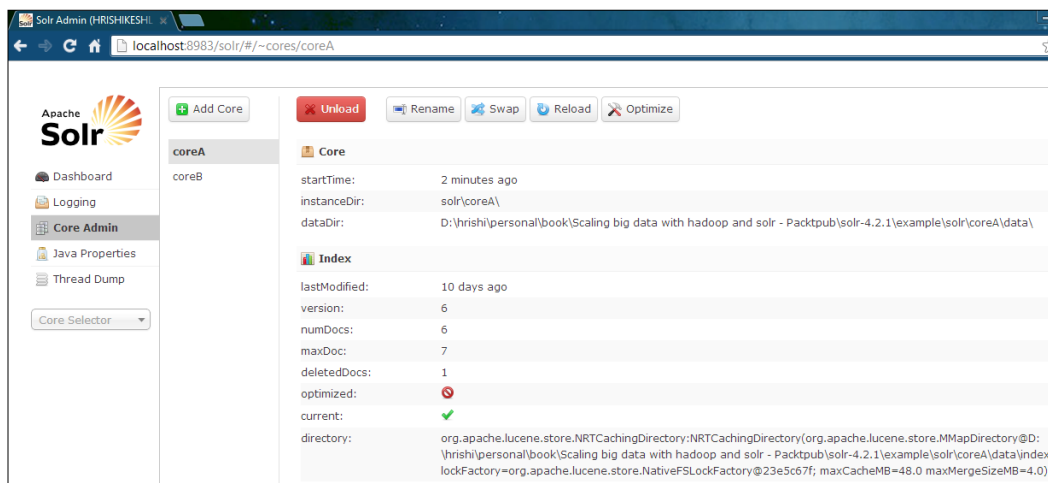 Solr Admin (HRISHIKESHL
localhost:8983/solr/#/~cores/coreA
Apache
Solr
Dashboard
Logging
Core Admin
Java Properties
Thread Dump
Core Selector
Add Core
coreA
coreB
Unload Rename Swap Reload Optimize
Core
startTime: 2 minutes ago
instanceDir: solr\coreA\
dataDir: D:\hrishi\personal\book\Scaling big data with hadoop and solr - Packtpub\solr-4.2.1\example\solr\coreA\data\
Index
lastModified: 10 days ago
version: 6
numDocs: 6
maxDoc: 7
deletedDocs: 1
optimized:
current:
directory: org.apache.lucene.store.NRTCachingDirectory:NRTCachingDirectory(org.apache.lucene.store.MMapDirectory@D:
\hrishi\personal\book\Scaling big data with hadoop and solr - Packtpub\solr-4.2.1\example\solr\coreA\data\index
lockFactory=org.apache.lucene.store.NativeFSLockFactory@23e5c67f; maxCacheMB=48.0 maxMergeSizeMB=4.0)